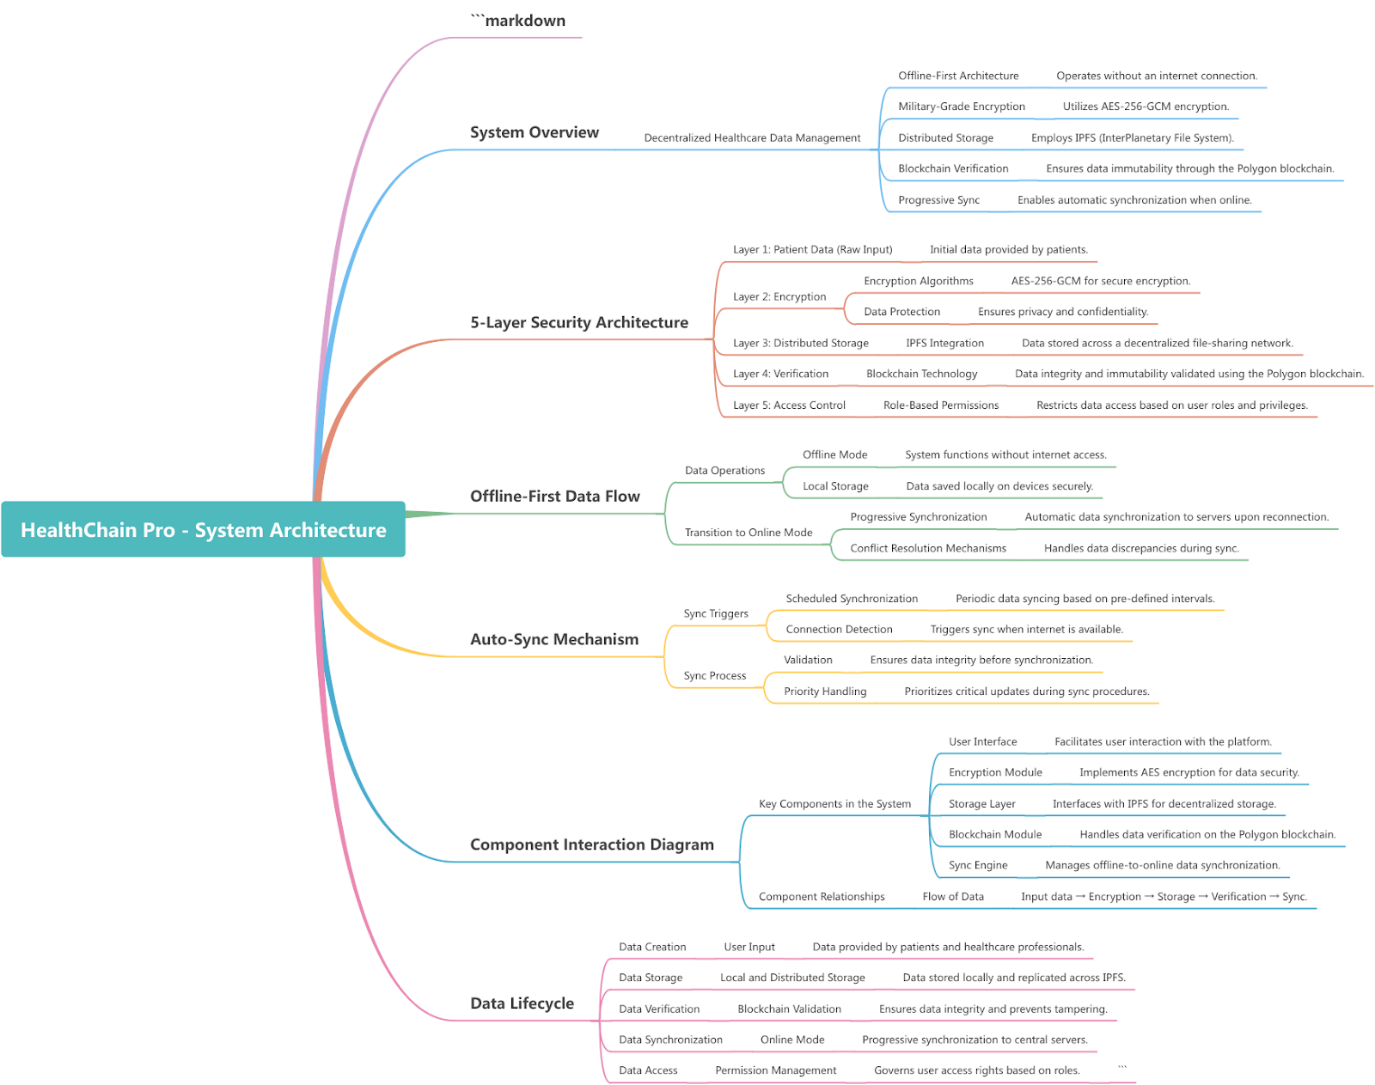 ```markdown
System Overview
Decentralized Healthcare Data Management
Offline-First Architecture Operates without an internet connection.
Military-Grade Encryption Utilizes AES-256-GCM encryption.
Distributed Storage Employs IPFS (InterPlanetary File System).
Blockchain Verification Ensures data immutability through the Polygon blockchain.
Progressive Sync Enables automatic synchronization when online.
5-Layer Security Architecture
Layer 1: Patient Data (Raw Input) Initial data provided by patients.
Layer 2: Encryption
Encryption Algorithms AES-256-GCM for secure encryption.
Data Protection Ensures privacy and confidentiality.
Layer 3: Distributed Storage IPFS Integration Data stored across a decentralized file-sharing network.
Layer 4: Verification Blockchain Technology Data integrity and immutability validated using the Polygon blockchain.
Layer 5: Access Control Role-Based Permissions Restricts data access based on user roles and privileges.
HealthChain Pro - System Architecture
Offline-First Data Flow
Data Operations
Offline Mode System functions without internet access.
Local Storage Data saved locally on devices securely.
Transition to Online Mode
Progressive Synchronization Automatic data synchronization to servers upon reconnection.
Conflict Resolution Mechanisms Handles data discrepancies during sync.
Auto-Sync Mechanism
Sync Triggers
Scheduled Synchronization Periodic data syncing based on pre-defined intervals.
Connection Detection Triggers sync when internet is available.
Sync Process
Validation Ensures data integrity before synchronization.
Priority Handling Prioritizes critical updates during sync procedures.
Component Interaction Diagram
Key Components in the System
User Interface Facilitates user interaction with the platform.
Encryption Module Implements AES encryption for data security.
Storage Layer Interfaces with IPFS for decentralized storage.
Blockchain Module Handles data verification on the Polygon blockchain.
Sync Engine Manages offline-to-online data synchronization.
Component Relationships Flow of Data Input data → Encryption → Storage → Verification → Sync.
Data Lifecycle
Data Creation User Input Data provided by patients and healthcare professionals.
Data Storage Local and Distributed Storage Data stored locally and replicated across IPFS.
Data Verification Blockchain Validation Ensures data integrity and prevents tampering.
Data Synchronization Online Mode Progressive synchronization to central servers.
Data Access Permission Management Governs user access rights based on roles. ```